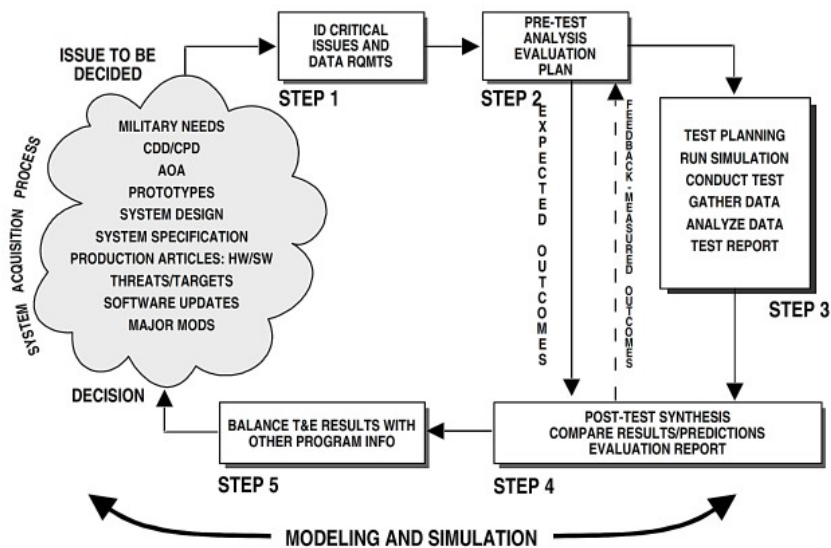 ISSUE TO BE
DECIDED
ID CRITICAL
ISSUES AND
DATA RQMTS
STEP 1
PRE-TEST
ANALYSIS
EVALUATION
PLAN
STEP 2
SYSTEM ACQUISITION PROCESS
MILITARY NEEDS
CDD/CPD
AOA
PROTOTYPES
SYSTEM DESIGN
SYSTEM SPECIFICATION
PRODUCTION ARTICLES: HW/SW
THREATS/TARGETS
SOFTWARE UPDATES
MAJOR MODS
EXPECTED OUTCOMES
FEEDBACK-MEASURED OUTCOMES
TEST PLANNING
RUN SIMULATION
CONDUCT TEST
GATHER DATA
ANALYZE DATA
TEST REPORT
STEP 3
DECISION
BALANCE T&E RESULTS WITH
OTHER PROGRAM INFO
STEP 5
POST-TEST SYNTHESIS
COMPARE RESULTS/PREDICTIONS
EVALUATION REPORT
STEP 4
MODELING AND SIMULATION